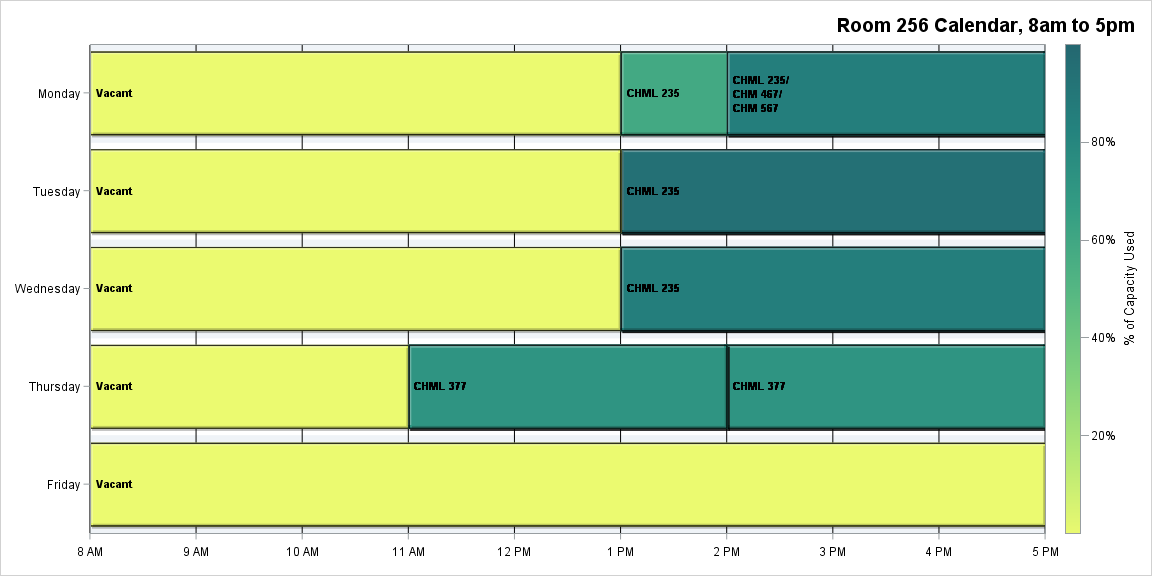 Room 256 Calendar, 8am to 5pm
Monday
Vacant
CHML 235
CHML 235/
CHM 467/
CHM 567
Tuesday
Vacant
CHML 235
Wednesday
Vacant
CHML 235
Thursday
Vacant
CHML 377
CHML 377
Friday
Vacant
8 AM
9 AM
10 AM
11 AM
12 PM
1 PM
2 PM
3 PM
4 PM
5 PM
80%
60%
40%
20%
% of Capacity Used